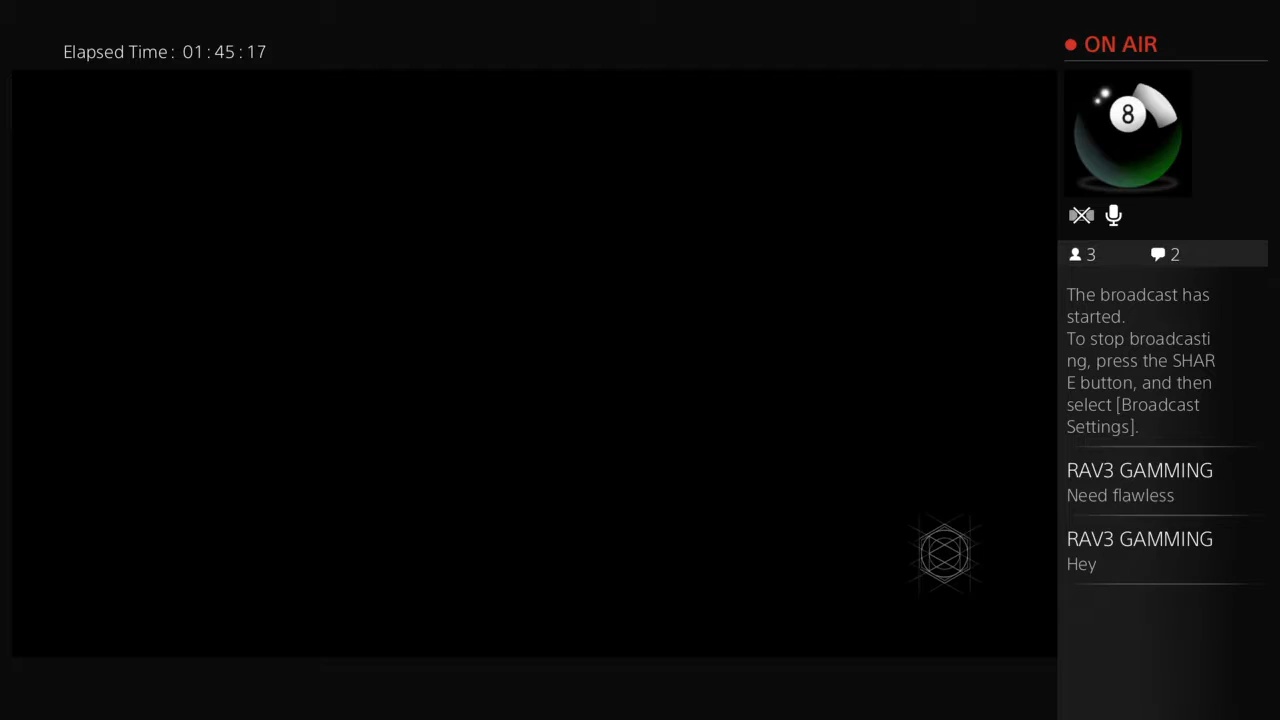 Elapsed Time: 01:45:17
ON AIR
8
3 2
The broadcast has
started.
To stop broadcasti
ng, press the SHAR
E button, and then
select [Broadcast
Settings].
RAV3 GAMMING
Need flawless
RAV3 GAMMING
Hey